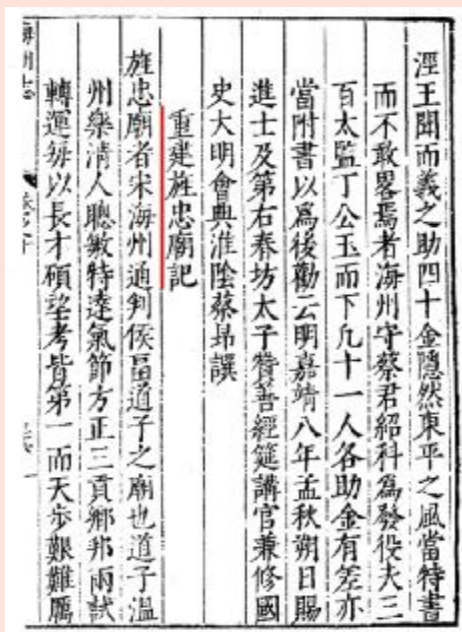 涇王聞而義之助四十金隱然東平之風當特書
而不敢畧焉者海州守蔡君紹科為發役夫三
百太監丁公玉而下凢十一人各助金有差亦
當附書以為後勸云明嘉靖八年孟秋朔日賜
進士及第右春坊太子贊善經筵講官兼修國
史大明會典淮陰蔡昻譔
重建旌忠廟記
旌忠廟者宋海州通判侯畐道子之廟也道子溫
州樂清人聰敏特達氣節方正三貢鄉邦兩試
轉運每以長才碩望考皆第一而天步艱難厲
海州志